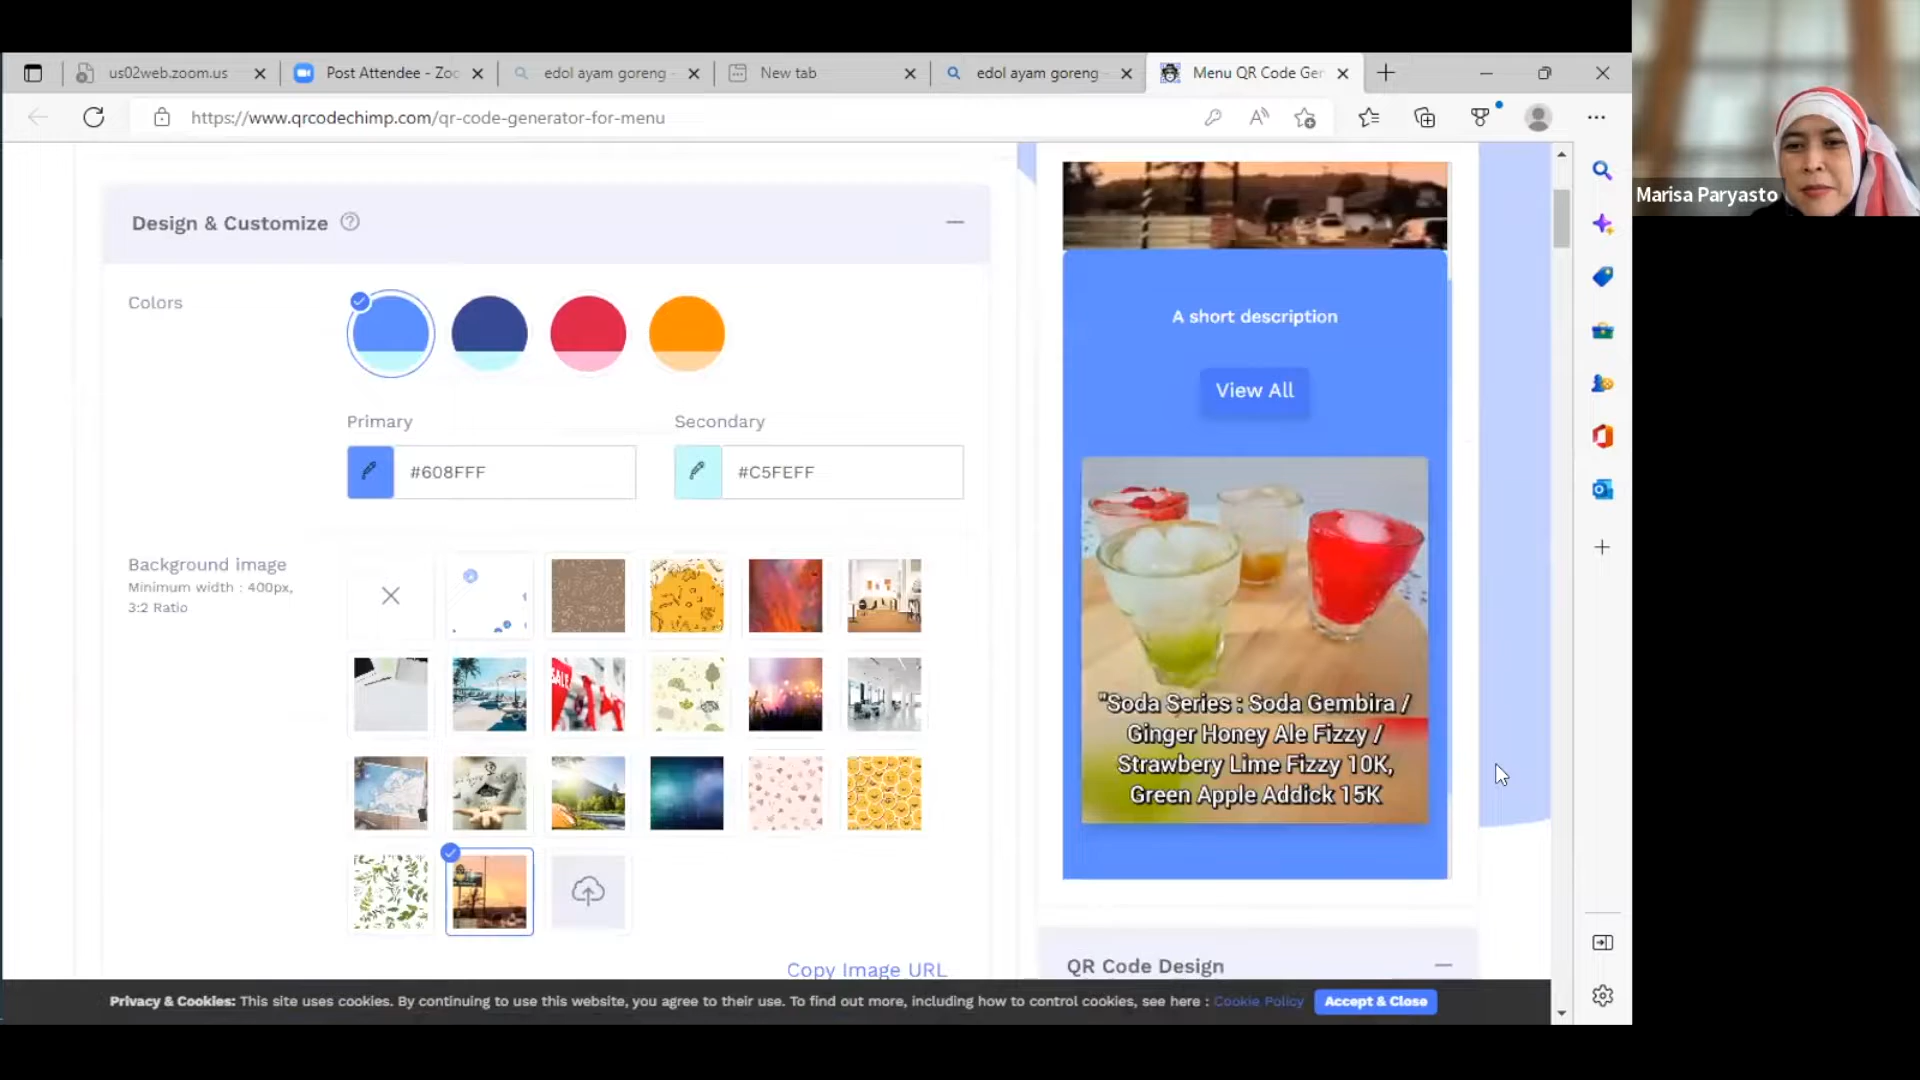 us02web.zoom.us
Post Attendee - Zoo
edol ayam goreng -
New tab
edol ayam goreng -
Menu QR Code Gen
https://www.qrcodechimp.com/qr-code-generator-for-menu
Marisa Paryasto
Design & Customize
Colors
Primary
Secondary
#608FFF
#C5FEFF
Background image
Minimum width : 400px,
3:2 Ratio
SALE
Copy Image URL
A short description
View All
"Soda Series : Soda Gembira /
Ginger Honey Ale Fizzy /
Strawbery Lime Fizzy 10K,
Green Apple Addick 15K
QR Code Design
Privacy & Cookies: This site uses cookies. By continuing to use this website, you agree to their use. To find out more, including how to control cookies, see here : Cookie Policy
Accept & Close